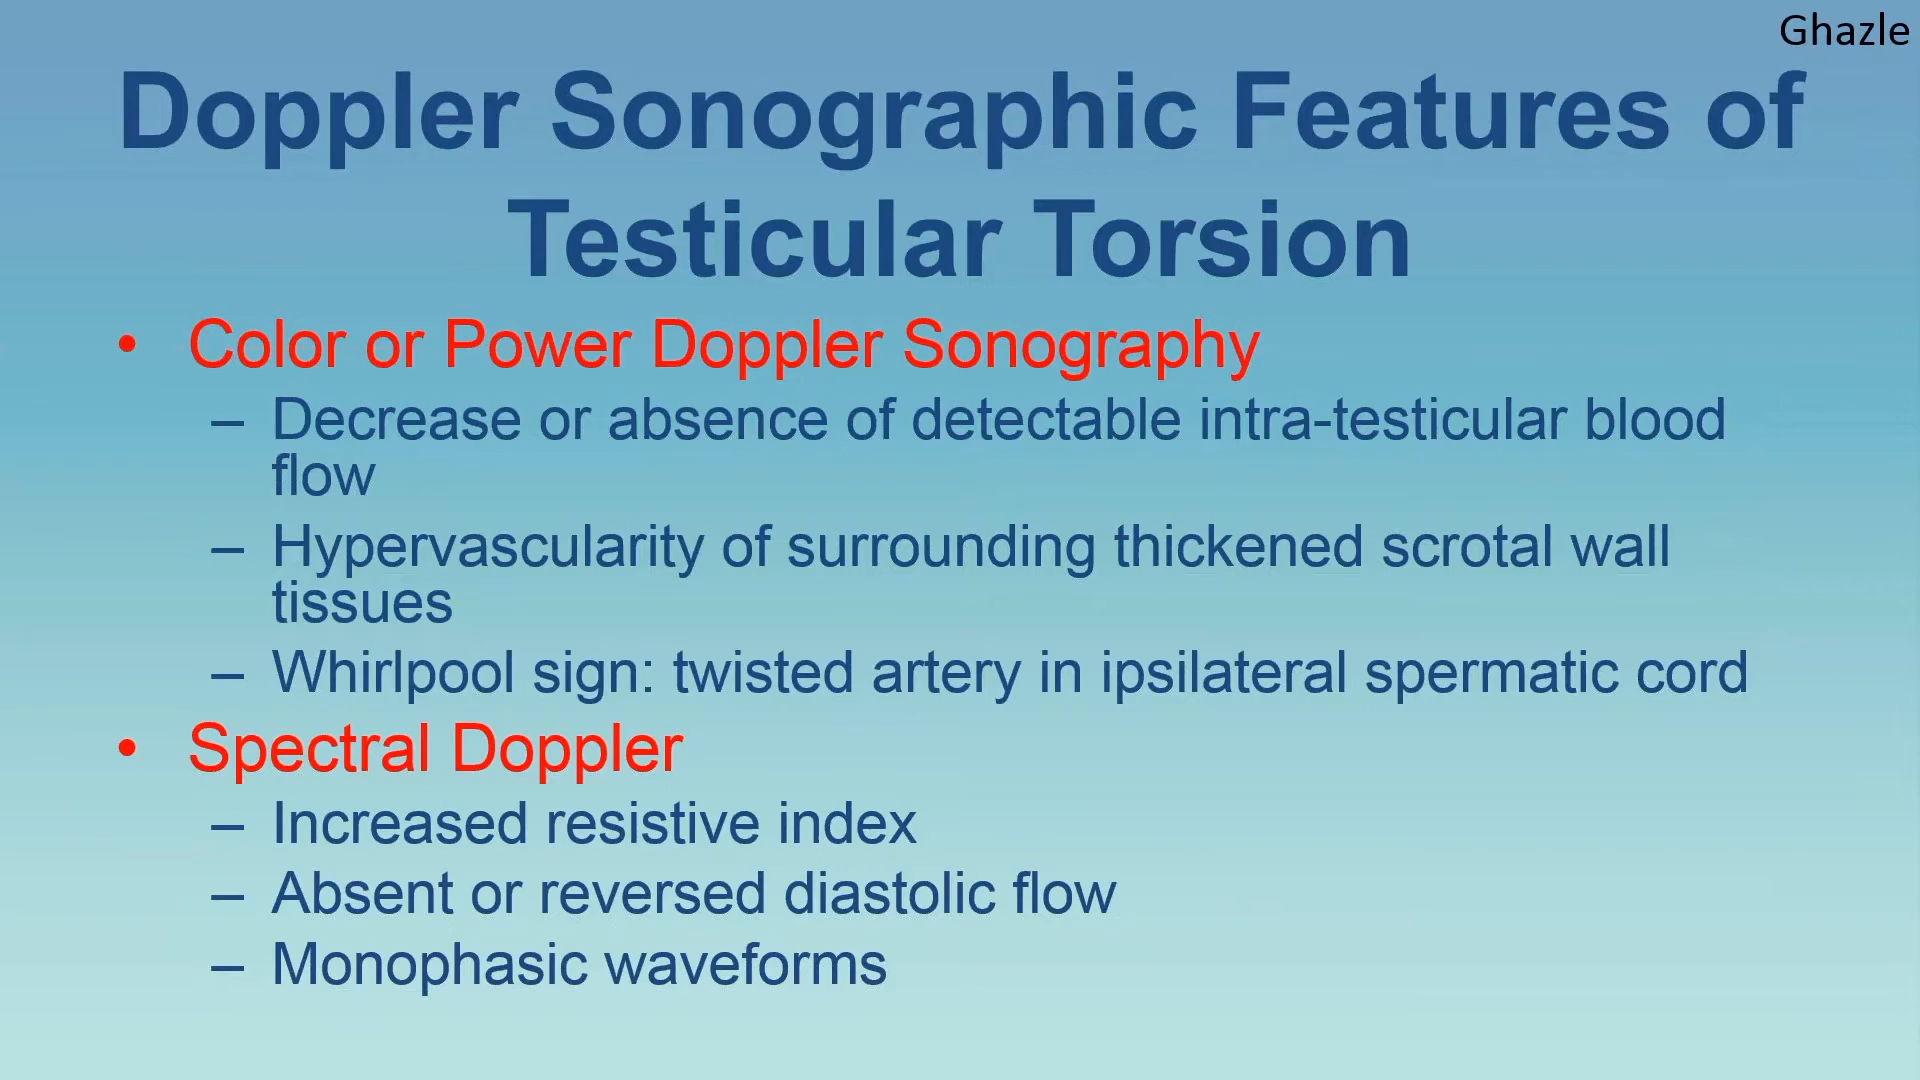 Ghazle
Doppler Sonographic Features of
Testicular Torsion
• Color or Power Doppler Sonography
– Decrease or absence of detectable intra-testicular blood
flow
– Hypervascularity of surrounding thickened scrotal wall
tissues
– Whirlpool sign: twisted artery in ipsilateral spermatic cord
• Spectral Doppler
– Increased resistive index
– Absent or reversed diastolic flow
– Monophasic waveforms